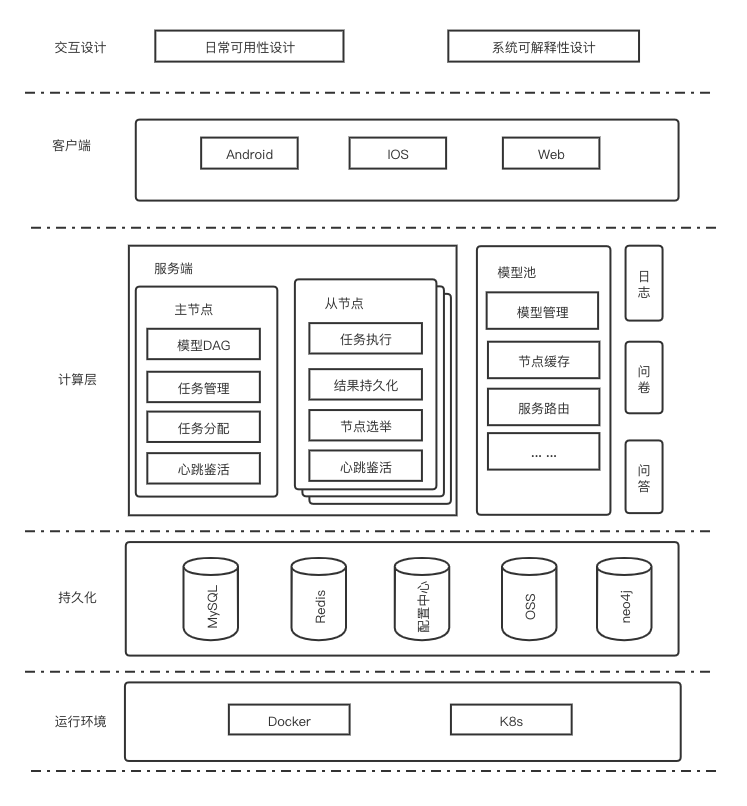 交互设计
日常可用性设计
系统可解释性设计
客户端
Android
IOS
Web
计算层
服务端
主节点
模型DAG
任务管理
任务分配
心跳鉴活
从节点
任务执行
结果持久化
节点选举
心跳鉴活
模型池
模型管理
节点缓存
服务路由
... ...
日
志
问
卷
问
答
持久化
MySQL
Redis
配置中心
OSS
neo4j
运行环境
Docker
K8s